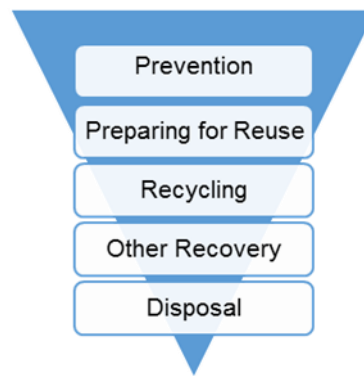 Prevention
Preparing for Reuse
Recycling
Other Recovery
Disposal